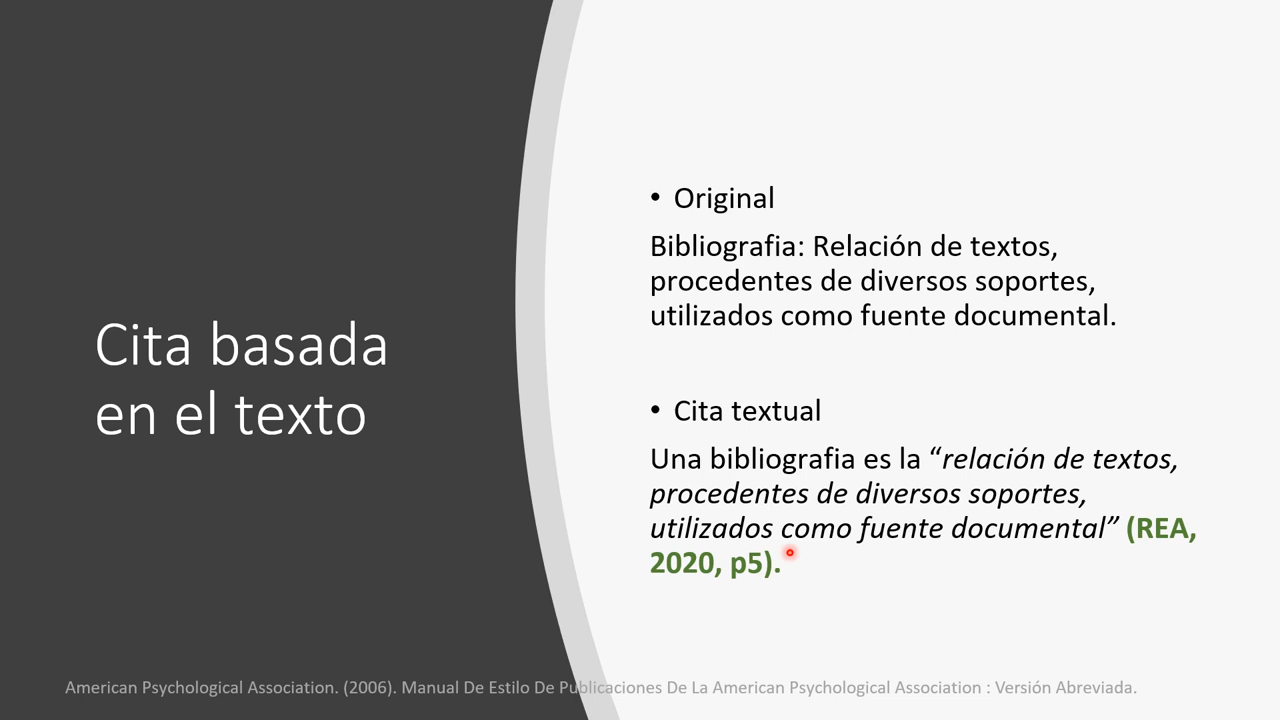 Cita basada
en el texto
• Original
Bibliografia: Relación de textos,
procedentes de diversos soportes,
utilizados como fuente documental.
• Cita textual
Una bibliografia es la “relación de textos,
procedentes de diversos soportes,
utilizados como fuente documental” (REA,
2020, p5).
American Psychological Association. (2006). Manual De Estilo De Publicaciones De La American Psychological Association : Versión Abreviada.